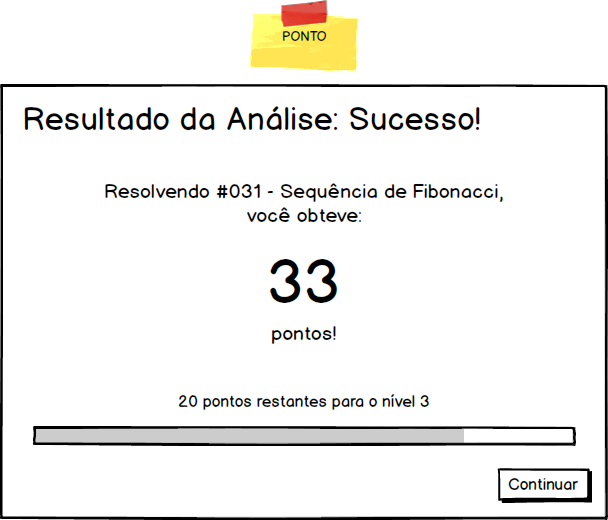 PONTO
Resultado da Análise: Sucesso!
Resolvendo #031 - Sequência de Fibonacci,
você obteve:
33
pontos!
20 pontos restantes para o nível 3
Continuar